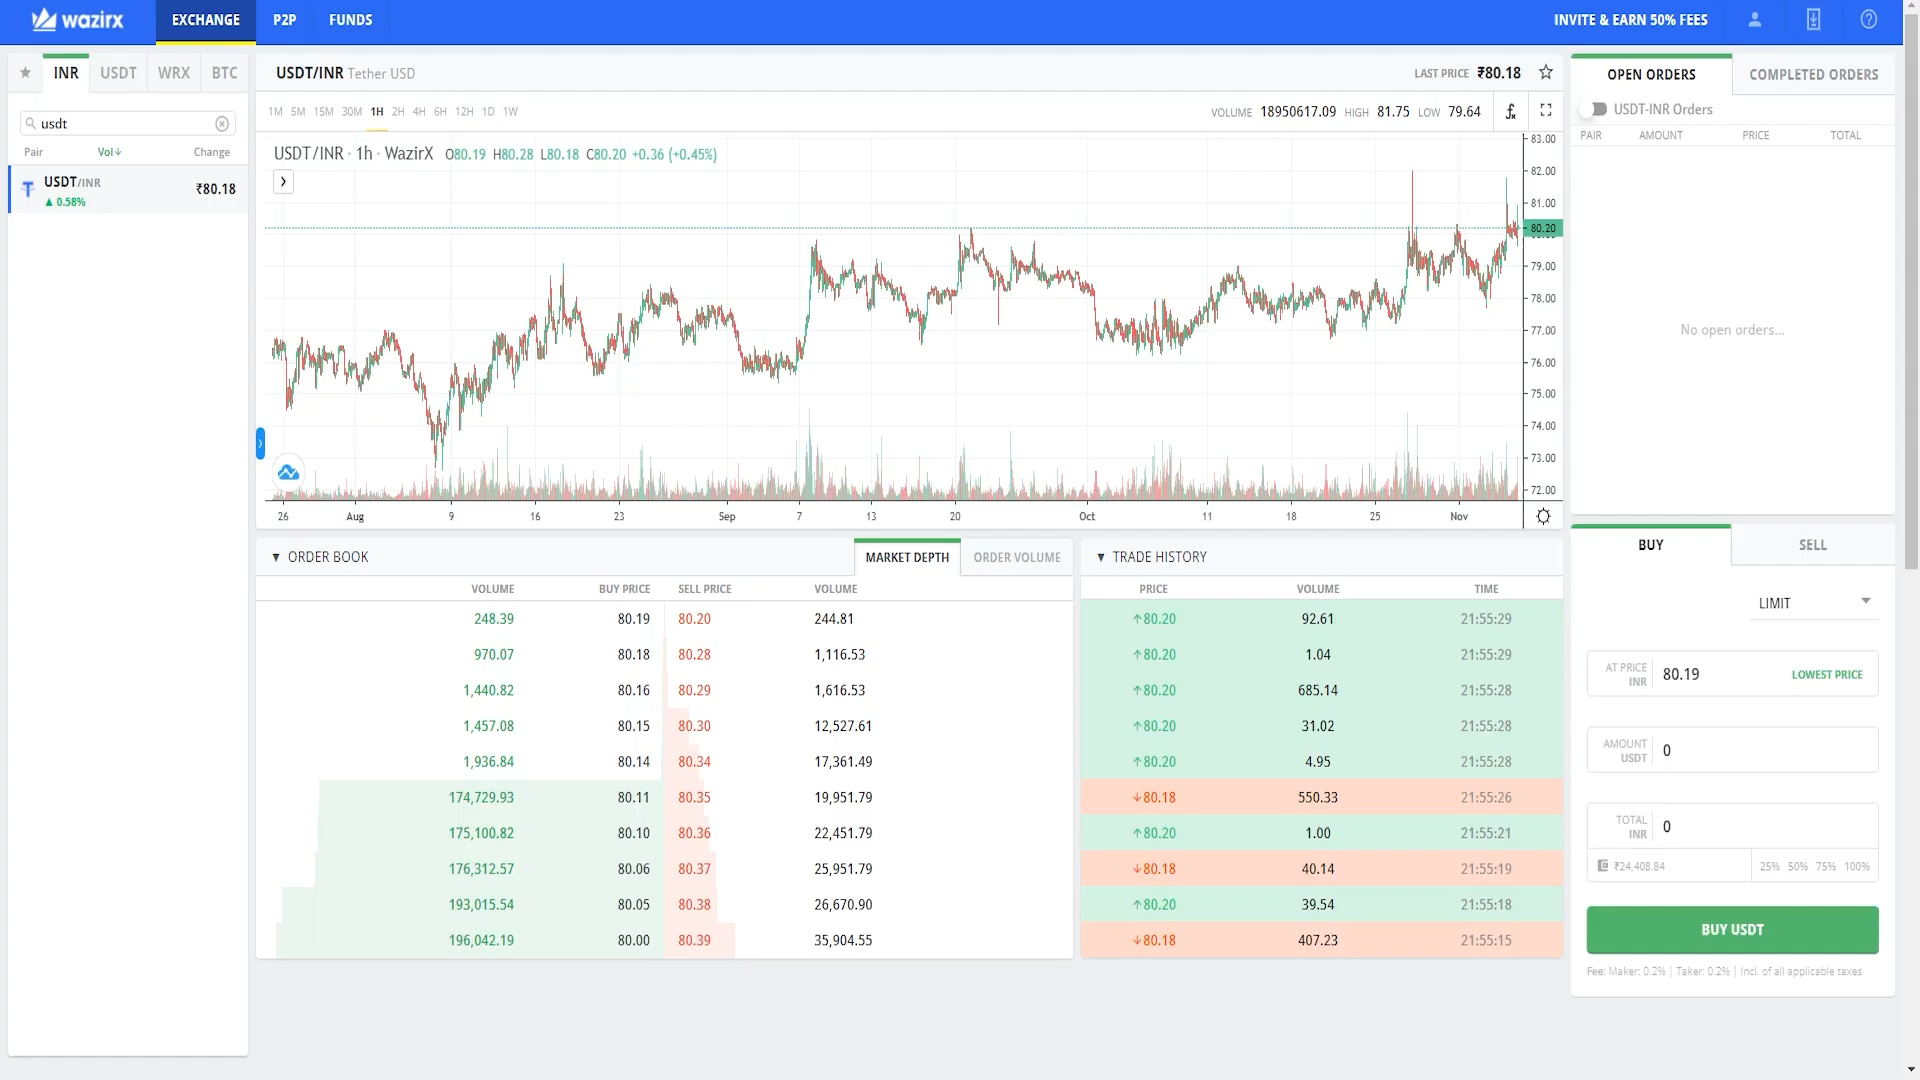 wazirx EXCHANGE P2P FUNDS INVITE & EARN 50% FEES
INR USDT WRX BTC
usdt
Pair Vol↓ Change
USDT/INR ₹80.18
▲ 0.58%
USDT/INR Tether USD LAST PRICE ₹80.18
1M 5M 15M 30M 1H 2H 4H 6H 12H 1D 1W VOLUME 18950617.09 HIGH 81.75 LOW 79.64
USDT/INR · 1h · WazirX O80.19 H80.28 L80.18 C80.20 +0.36 (+0.45%)
83.00
82.00
81.00
80.20
79.00
78.00
77.00
76.00
75.00
74.00
73.00
72.00
26 Aug 9 16 23 Sep 7 13 20 Oct 11 18 25 Nov
▼ ORDER BOOK MARKET DEPTH ORDER VOLUME
VOLUME BUY PRICE SELL PRICE VOLUME
248.39 80.19 80.20 244.81
970.07 80.18 80.28 1,116.53
1,440.82 80.16 80.29 1,616.53
1,457.08 80.15 80.30 12,527.61
1,936.84 80.14 80.34 17,361.49
174,729.93 80.11 80.35 19,951.79
175,100.82 80.10 80.36 22,451.79
176,312.57 80.06 80.37 25,951.79
193,015.54 80.05 80.38 26,670.90
196,042.19 80.00 80.39 35,904.55
▼ TRADE HISTORY
PRICE VOLUME TIME
↑80.20 92.61 21:55:29
↑80.20 1.04 21:55:29
↑80.20 685.14 21:55:28
↑80.20 31.02 21:55:28
↑80.20 4.95 21:55:28
↓80.18 550.33 21:55:26
↑80.20 1.00 21:55:21
↓80.18 40.14 21:55:19
↑80.20 39.54 21:55:18
↓80.18 407.23 21:55:15
OPEN ORDERS COMPLETED ORDERS
USDT-INR Orders
PAIR AMOUNT PRICE TOTAL
No open orders...
BUY SELL
LIMIT
AT PRICE INR 80.19 LOWEST PRICE
AMOUNT USDT 0
TOTAL INR 0
₹24,408.84 25% 50% 75% 100%
BUY USDT
Fee: Maker: 0.2% | Taker: 0.2% | Incl. of all applicable taxes